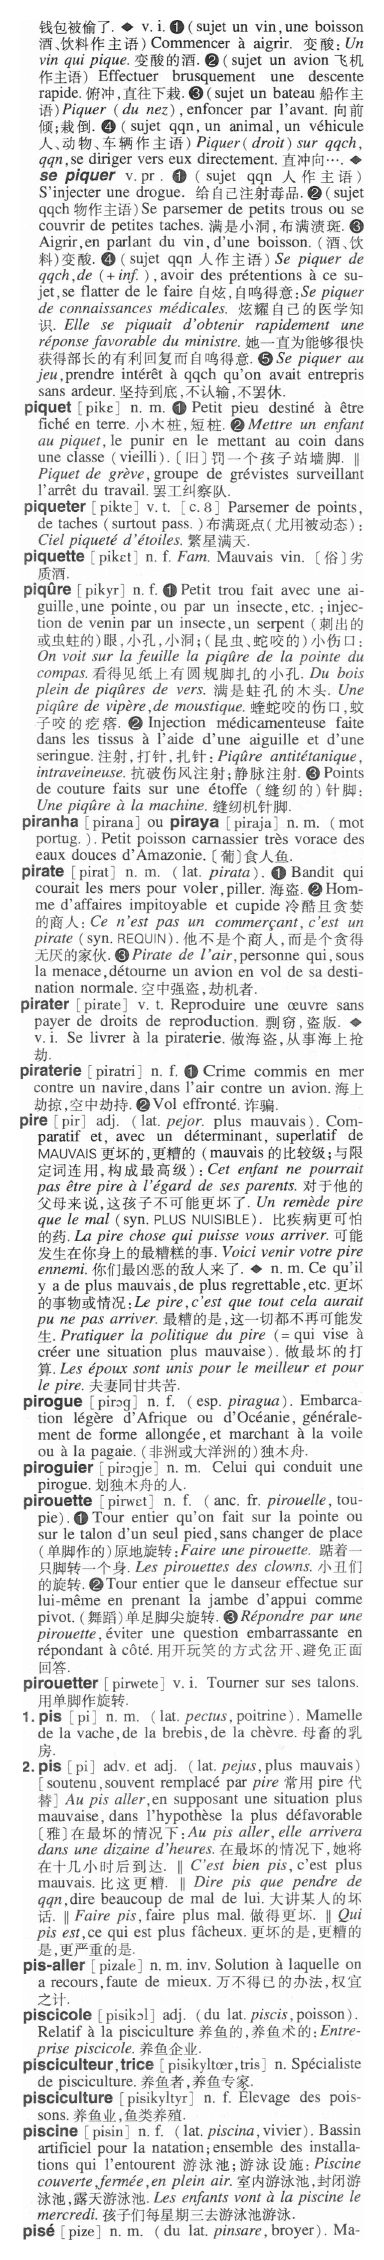 钱包被偷了. ◆ v. i. ❶ ( sujet un vin, une boisson
酒、饮料作主语) Commencer à aigrir. 变酸: Un
vin qui pique. 变酸的酒. ❷ ( sujet un avion 飞机
作主语) Effectuer brusquement une descente
rapide. 俯冲, 直往下栽. ❸ ( sujet un bateau 船作主
语) Piquer ( du nez ), enfoncer par l'avant. 向前
倾; 栽倒. ❹ ( sujet qqn, un animal, un véhicule
人、动物、车辆作主语) Piquer ( droit ) sur qqch,
qqn, se diriger vers eux directement. 直冲向…. ◆
se piquer v. pr. ❶ ( sujet qqn 人作主语)
S'injecter une drogue. 给自己注射毒品. ❷ ( sujet
qqch 物作主语) Se parsemer de petits trous ou se
couvrir de petites taches. 满是小洞, 布满渍斑. ❸
Aigrir, en parlant du vin, d'une boisson. (酒、饮
料)变酸. ❹ ( sujet qqn 人作主语) Se piquer de
qqch, de ( + inf. ), avoir des prétentions à ce su-
jet, se flatter de le faire 自炫, 自鸣得意: Se piquer
de connaissances médicales. 炫耀自己的医学知
识. Elle se piquait d'obtenir rapidement une
réponse favorable du ministre. 她一直为能够很快
获得部长的有利回复而自鸣得意. ❺ Se piquer au
jeu, prendre intérêt à qqch qu'on avait entrepris
sans ardeur. 坚持到底, 不认输, 不罢休.
piquet [ pikɛ ] n. m. ❶ Petit pieu destiné à être
fiché en terre. 小木桩, 短桩. ❷ Mettre un enfant
au piquet, le punir en le mettant au coin dans
une classe ( vieilli ). 〔旧〕罚一个孩子站墙脚. ‖
Piquet de grève, groupe de grévistes surveillant
l'arrêt du travail. 罢工纠察队.
piqueter [ pikte ] v. t. [ c. 8 ] Parsemer de points,
de taches ( surtout pass. ) 布满斑点(尤用被动态):
Ciel piqueté d'étoiles. 繁星满天.
piquette [ pikɛt ] n. f. Fam. Mauvais vin. 〔俗〕劣
质酒.
piqûre [ pikyr ] n. f. ❶ Petit trou fait avec une ai-
guille, une pointe, ou par un insecte, etc. ; injec-
tion de venin par un insecte, un serpent (刺出的
或虫蛀的)眼, 小孔, 小洞; (昆虫、蛇咬的)小伤口:
On voit sur la feuille la piqûre de la pointe du
compas. 看得见纸上有圆规脚扎的小孔. Du bois
plein de piqûres de vers. 满是蛀孔的木头. Une
piqûre de vipère, de moustique. 蝰蛇咬的伤口, 蚊
子咬的疙瘩. ❷ Injection médicamenteuse faite
dans les tissus à l'aide d'une aiguille et d'une
seringue. 注射, 打针, 扎针: Piqûre antitétanique,
intraveineuse. 抗破伤风注射; 静脉注射. ❸ Points
de couture faits sur une étoffe (缝纫的)针脚:
Une piqûre à la machine. 缝纫机针脚.
piranha [ pirana ] ou piraya [ piraja ] n. m. ( mot
portug. ). Petit poisson carnassier très vorace des
eaux douces d'Amazonie. 〔葡〕食人鱼.
pirate [ pirat ] n. m. ( lat. pirata ). ❶ Bandit qui
courait les mers pour voler, piller. 海盗. ❷ Hom-
me d'affaires impitoyable et cupide 冷酷且贪婪
的商人: Ce n'est pas un commerçant, c'est un
pirate ( syn. REQUIN ). 他不是个商人, 而是个贪得
无厌的家伙. ❸ Pirate de l'air, personne qui, sous
la menace, détourne un avion en vol de sa desti-
nation normale. 空中强盗, 劫机者.
pirater [ pirate ] v. t. Reproduire une œuvre sans
payer de droits de reproduction. 剽窃, 盗版. ◆
v. i. Se livrer à la piraterie. 做海盗, 从事海上抢
劫.
piraterie [ piratri ] n. f. ❶ Crime commis en mer
contre un navire, dans l'air contre un avion. 海上
劫掠, 空中劫持. ❷ Vol effronté. 诈骗.
pire [ pir ] adj. ( lat. pejor, plus mauvais ). Com-
paratif et, avec un déterminant, superlatif de
MAUVAIS 更坏的, 更糟的 ( mauvais 的比较级; 与限
定词连用, 构成最高级): Cet enfant ne pourrait
pas être pire à l'égard de ses parents. 对于他的
父母来说, 这孩子不可能更坏了. Un remède pire
que le mal ( syn. PLUS NUISIBLE ). 比疾病更可怕
的药. La pire chose qui puisse vous arriver. 可能
发生在你身上的最糟糕的事. Voici venir votre pire
ennemi. 你们最凶恶的敌人来了. ◆ n. m. Ce qu'il
y a de plus mauvais, de plus regrettable, etc. 更坏
的事物或情况: Le pire, c'est que tout cela aurait
pu ne pas arriver. 最糟的是, 这一切都不再可能发
生. Pratiquer la politique du pire ( = qui vise à
créer une situation plus mauvaise ). 做最坏的打
算. Les époux sont unis pour le meilleur et pour
le pire. 夫妻同甘共苦.
pirogue [ pirɔg ] n. f. ( esp. piragua ). Embarca-
tion légère d'Afrique ou d'Océanie, générale-
ment de forme allongée, et marchant à la voile
ou à la pagaie. (非洲或大洋洲的)独木舟.
piroguier [ pirɔgje ] n. m. Celui qui conduit une
pirogue. 划独木舟的人.
pirouette [ pirwɛt ] n. f. ( anc. fr. pirouelle, tou-
pie ). ❶ Tour entier qu'on fait sur la pointe ou
sur le talon d'un seul pied, sans changer de place
(单脚作的)原地旋转: Faire une pirouette. 踮着一
只脚转一个身. Les pirouettes des clowns. 小丑们
的旋转. ❷ Tour entier que le danseur effectue sur
lui-même en prenant la jambe d'appui comme
pivot. (舞蹈)单足脚尖旋转. ❸ Répondre par une
pirouette, éviter une question embarrassante en
répondant à côté. 用开玩笑的方式岔开、避免正面
回答.
pirouetter [ pirwete ] v. i. Tourner sur ses talons.
用单脚作旋转.
1. pis [ pi ] n. m. ( lat. pectus, poitrine ). Mamelle
de la vache, de la brebis, de la chèvre. 母畜的乳
房.
2. pis [ pi ] adv. et adj. ( lat. pejus, plus mauvais )
[ soutenu, souvent remplacé par pire 常用 pire 代
替 ] Au pis aller, en supposant une situation plus
mauvaise, dans l'hypothèse la plus défavorable
〔雅〕在最坏的情况下: Au pis aller, elle arrivera
dans une dizaine d'heures. 在最坏的情况下, 她将
在十几小时后到达. ‖ C'est bien pis, c'est plus
mauvais. 比这更糟. ‖ Dire pis que pendre de
qqn, dire beaucoup de mal de lui. 大讲某人的坏
话. ‖ Faire pis, faire plus mal. 做得更坏. ‖ Qui
pis est, ce qui est plus fâcheux. 更坏的是, 更糟的
是, 更严重的是.
pis-aller [ pizale ] n. m. inv. Solution à laquelle on
a recours, faute de mieux. 万不得已的办法, 权宜
之计.
piscicole [ pisikɔl ] adj. ( du lat. piscis, poisson ).
Relatif à la pisciculture 养鱼的, 养鱼术的: Entre-
prise piscicole. 养鱼企业.
pisciculteur, trice [ pisikyltœr, tris ] n. Spécialiste
de pisciculture. 养鱼者, 养鱼专家.
pisciculture [ pisikyltyr ] n. f. Élevage des pois-
sons. 养鱼业, 鱼类养殖.
piscine [ pisin ] n. f. ( lat. piscina, vivier ). Bassin
artificiel pour la natation; ensemble des installa-
tions qui l'entourent 游泳池; 游泳设施: Piscine
couverte, fermée, en plein air. 室内游泳池, 封闭游
泳池, 露天游泳池. Les enfants vont à la piscine le
mercredi. 孩子们每星期三去游泳池游泳.
pisé [ pize ] n. m. ( du lat. pinsare, broyer ). Ma-